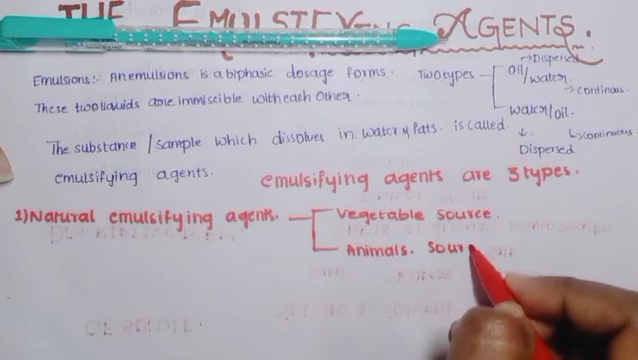 THE EMULSIFYING AGENTS.
Emulsions:- An emulsions is a biphasic dosage forms. Two types
→Dispersed
oil/
water.
→ continous.
These two liquids are immiscible with each other.
water/oil.
↓
Dispersed
↳continous
The substance / sample which dissolves in water & fats. is called
emulsifying agents.
emulsifying agents are 3 types.
1) Natural emulsifying agents.
Vegetable source.
Animals. Sour